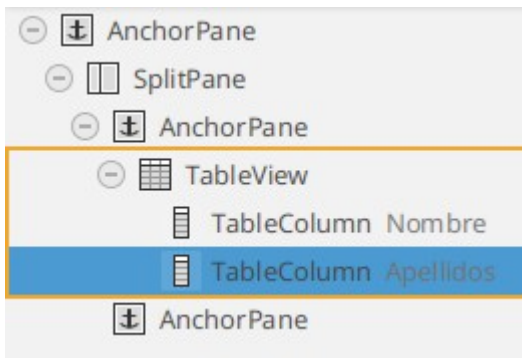 AnchorPane
SplitPane
AnchorPane
TableView
TableColumn Nombre
TableColumn Apellidos
AnchorPane